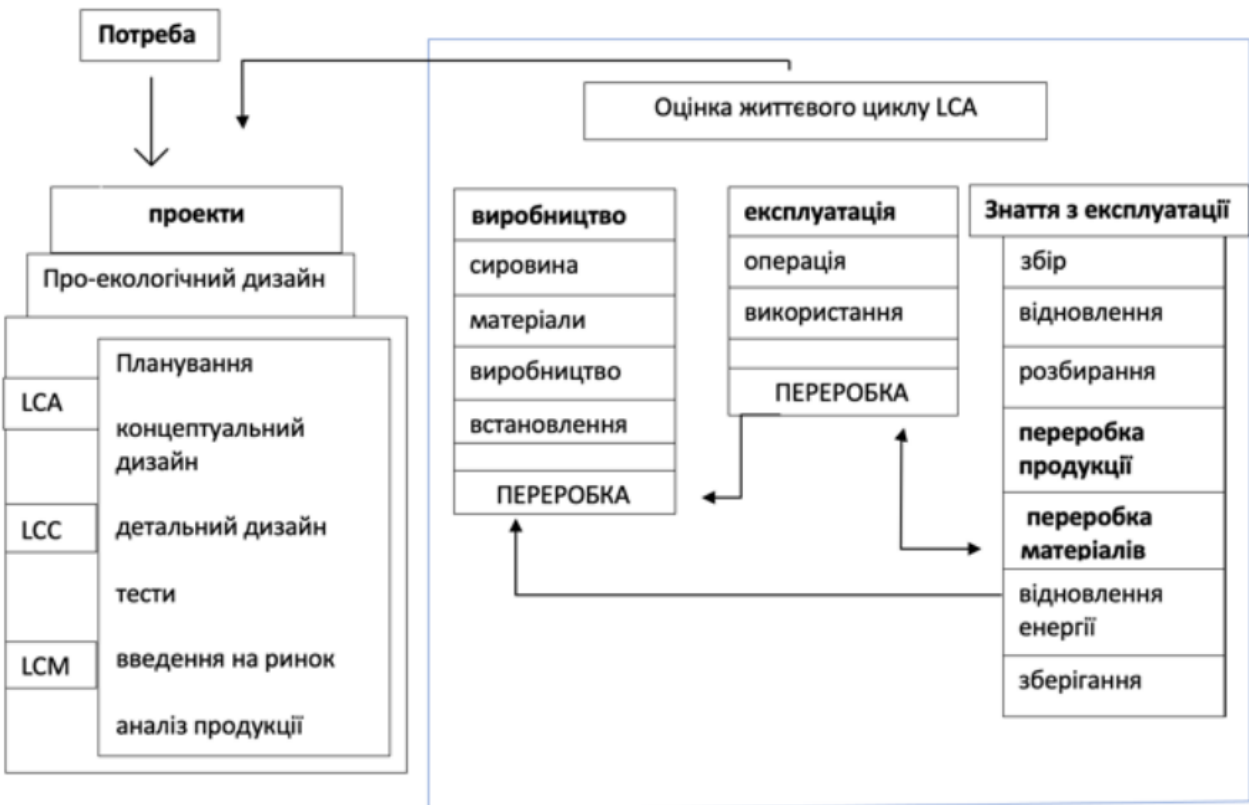 Потреба
Оцінка життєвого циклу LCA
проекти
Про-екологічний дизайн
LCA
LCC
LCM
Планування
концептуальний
дизайн
детальний дизайн
тести
введення на ринок
аналіз продукції
виробництво
сировина
матеріали
виробництво
встановлення
ПЕРЕРОБКА
експлуатація
операція
використання
ПЕРЕРОБКА
Знаття з експлуатації
збір
відновлення
розбирання
переробка
продукції
переробка
матеріалів
відновлення
енергії
зберігання